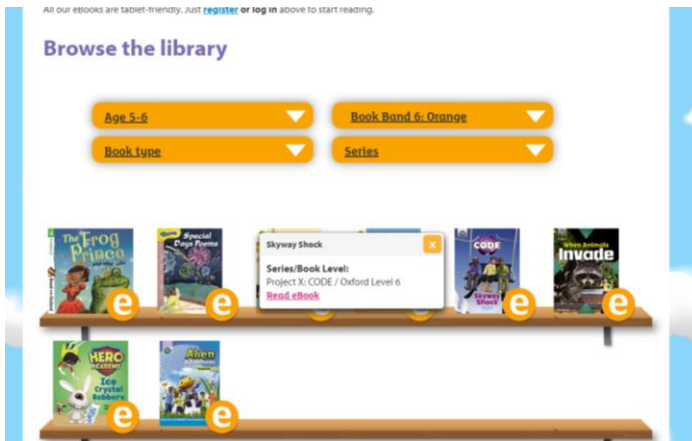 All our eBooks are tablet-friendly. Just register or log in above to start reading.
Browse the library
Age 5-6
Book Band 6: Orange
Book type
Series
The Frog
Prince
Special
Days Poems
Skyway Shock
x
Series/Book Level:
Project X: CODE / Oxford Level 6
Read eBook
CODE
Skyway
Shock
When Animals
Invade
e
e
e
e
HERO
ACADEMY
Ice
Crystal
Robbery
Alien
Adventures
e
e